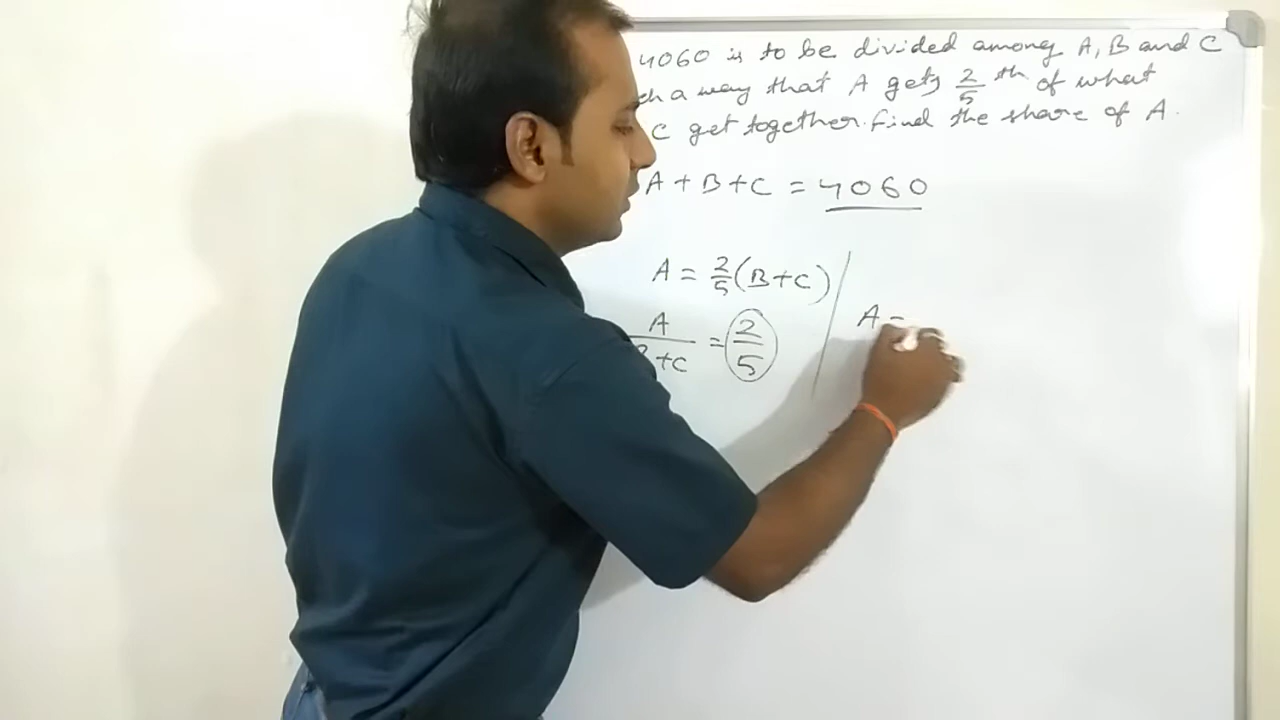 4060 is to be divided among A, B and C
a way that A gets 2/5 th of what
C get together. Find the share of A.
A + B + C = 4060
A = 2/5 (B + C)
A / +C = 2/5
A =